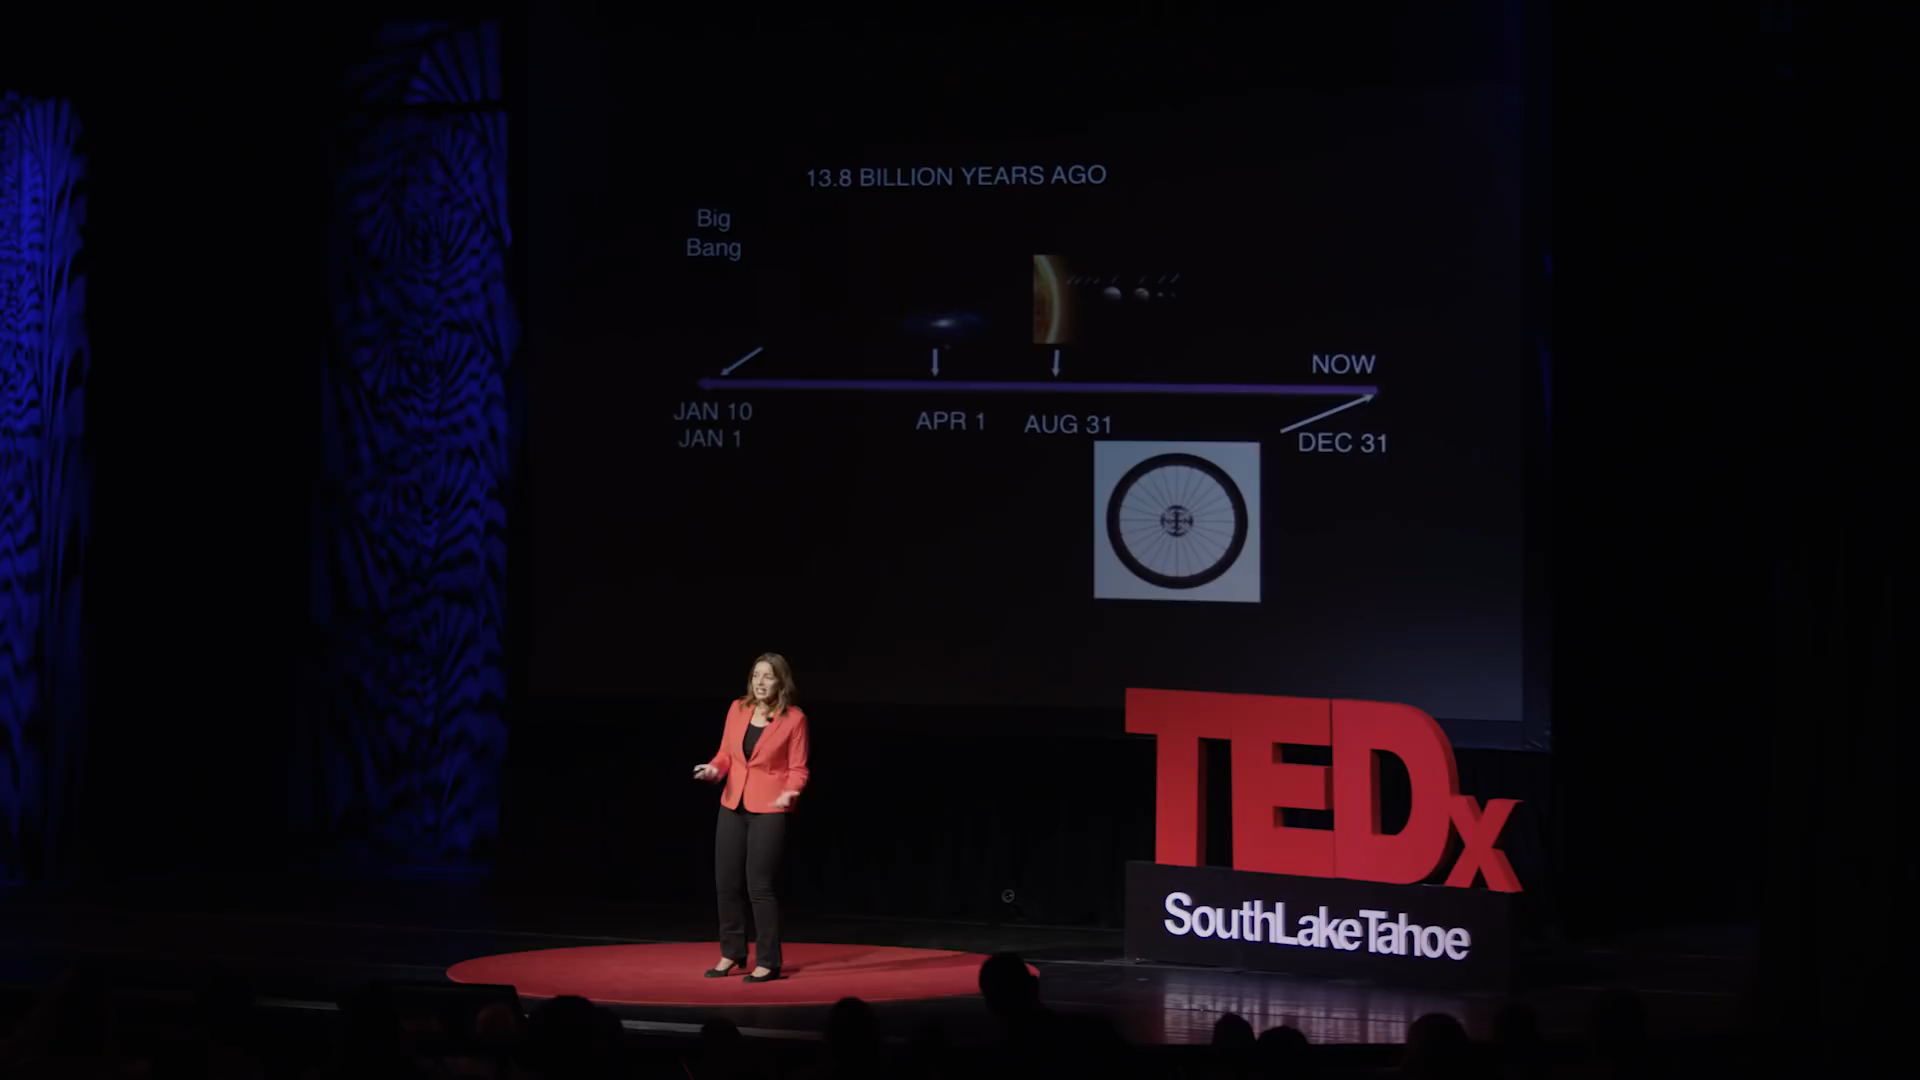 13.8 BILLION YEARS AGO
Big
Bang
NOW
JAN 10
JAN 1
APR 1
AUG 31
DEC 31
TEDx
SouthLakeTahoe